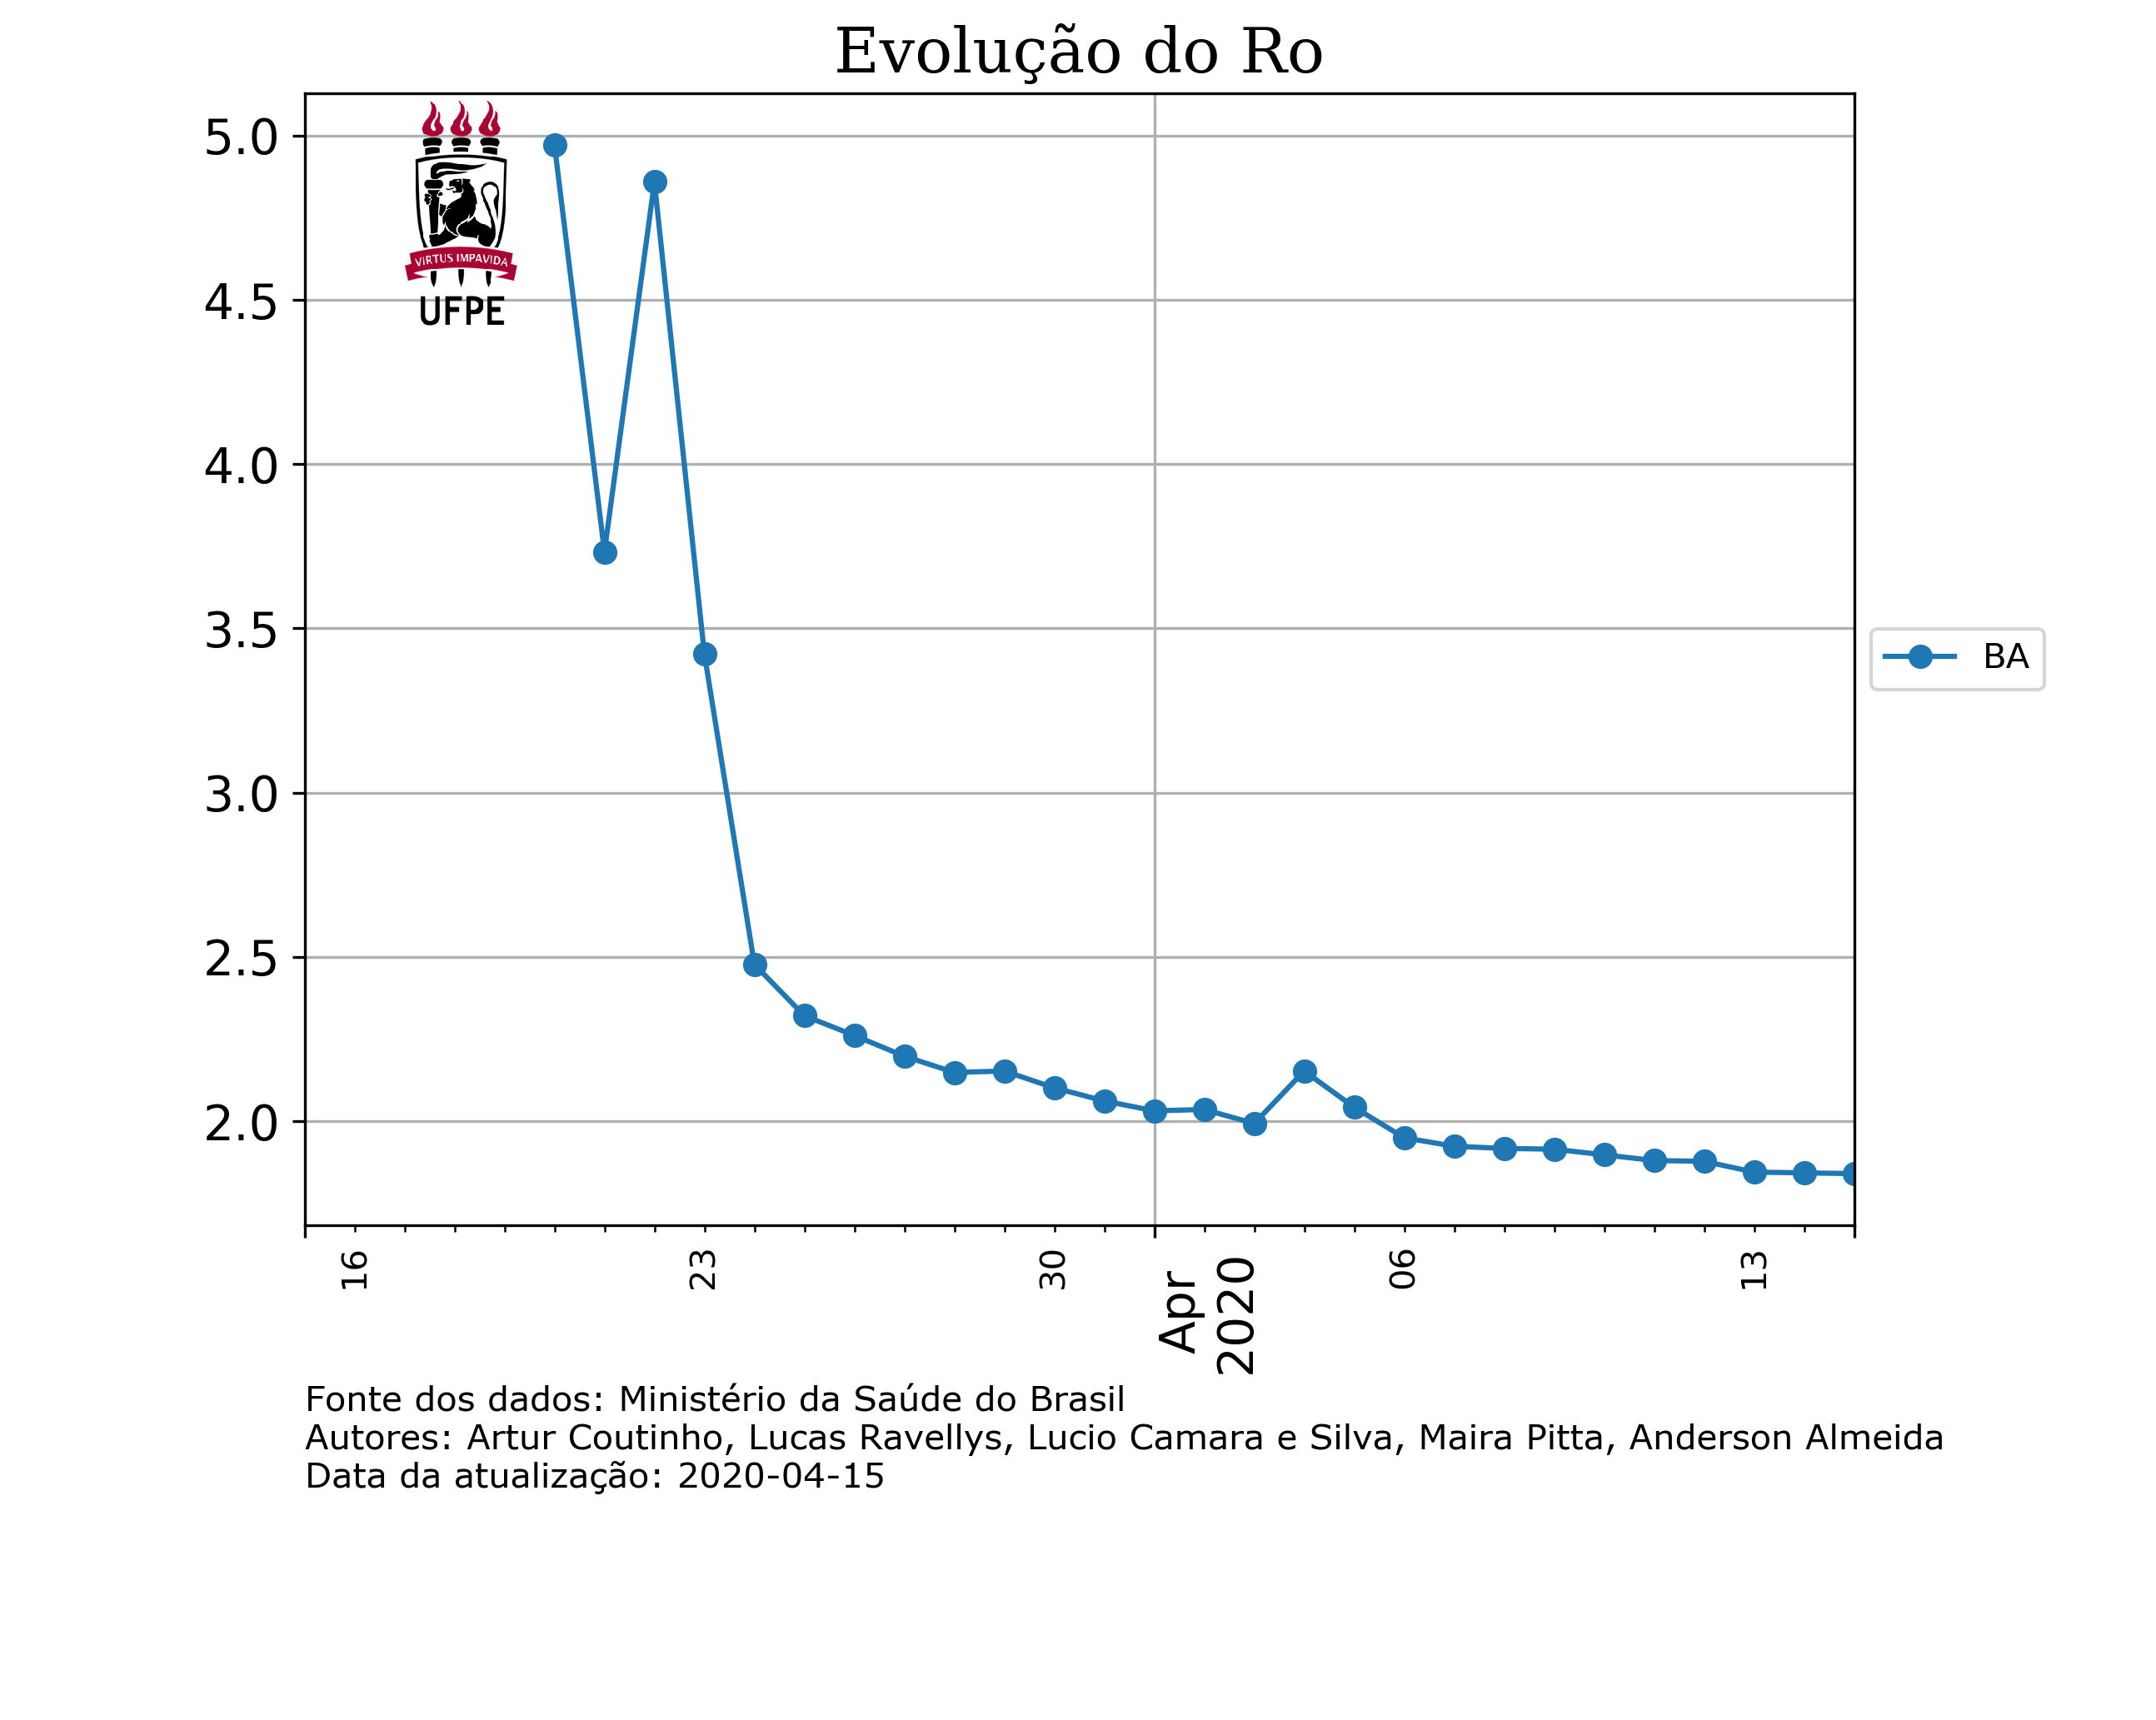 Evolução do Ro
5.0
4.5
4.0
3.5
3.0
2.5
2.0
VIRTUS IMPAVIDA
UFPE
BA
16
23
30
Apr
2020
06
13
Fonte dos dados: Ministério da Saúde do Brasil
Autores: Artur Coutinho, Lucas Ravellys, Lucio Camara e Silva, Maira Pitta, Anderson Almeida
Data da atualização: 2020-04-15